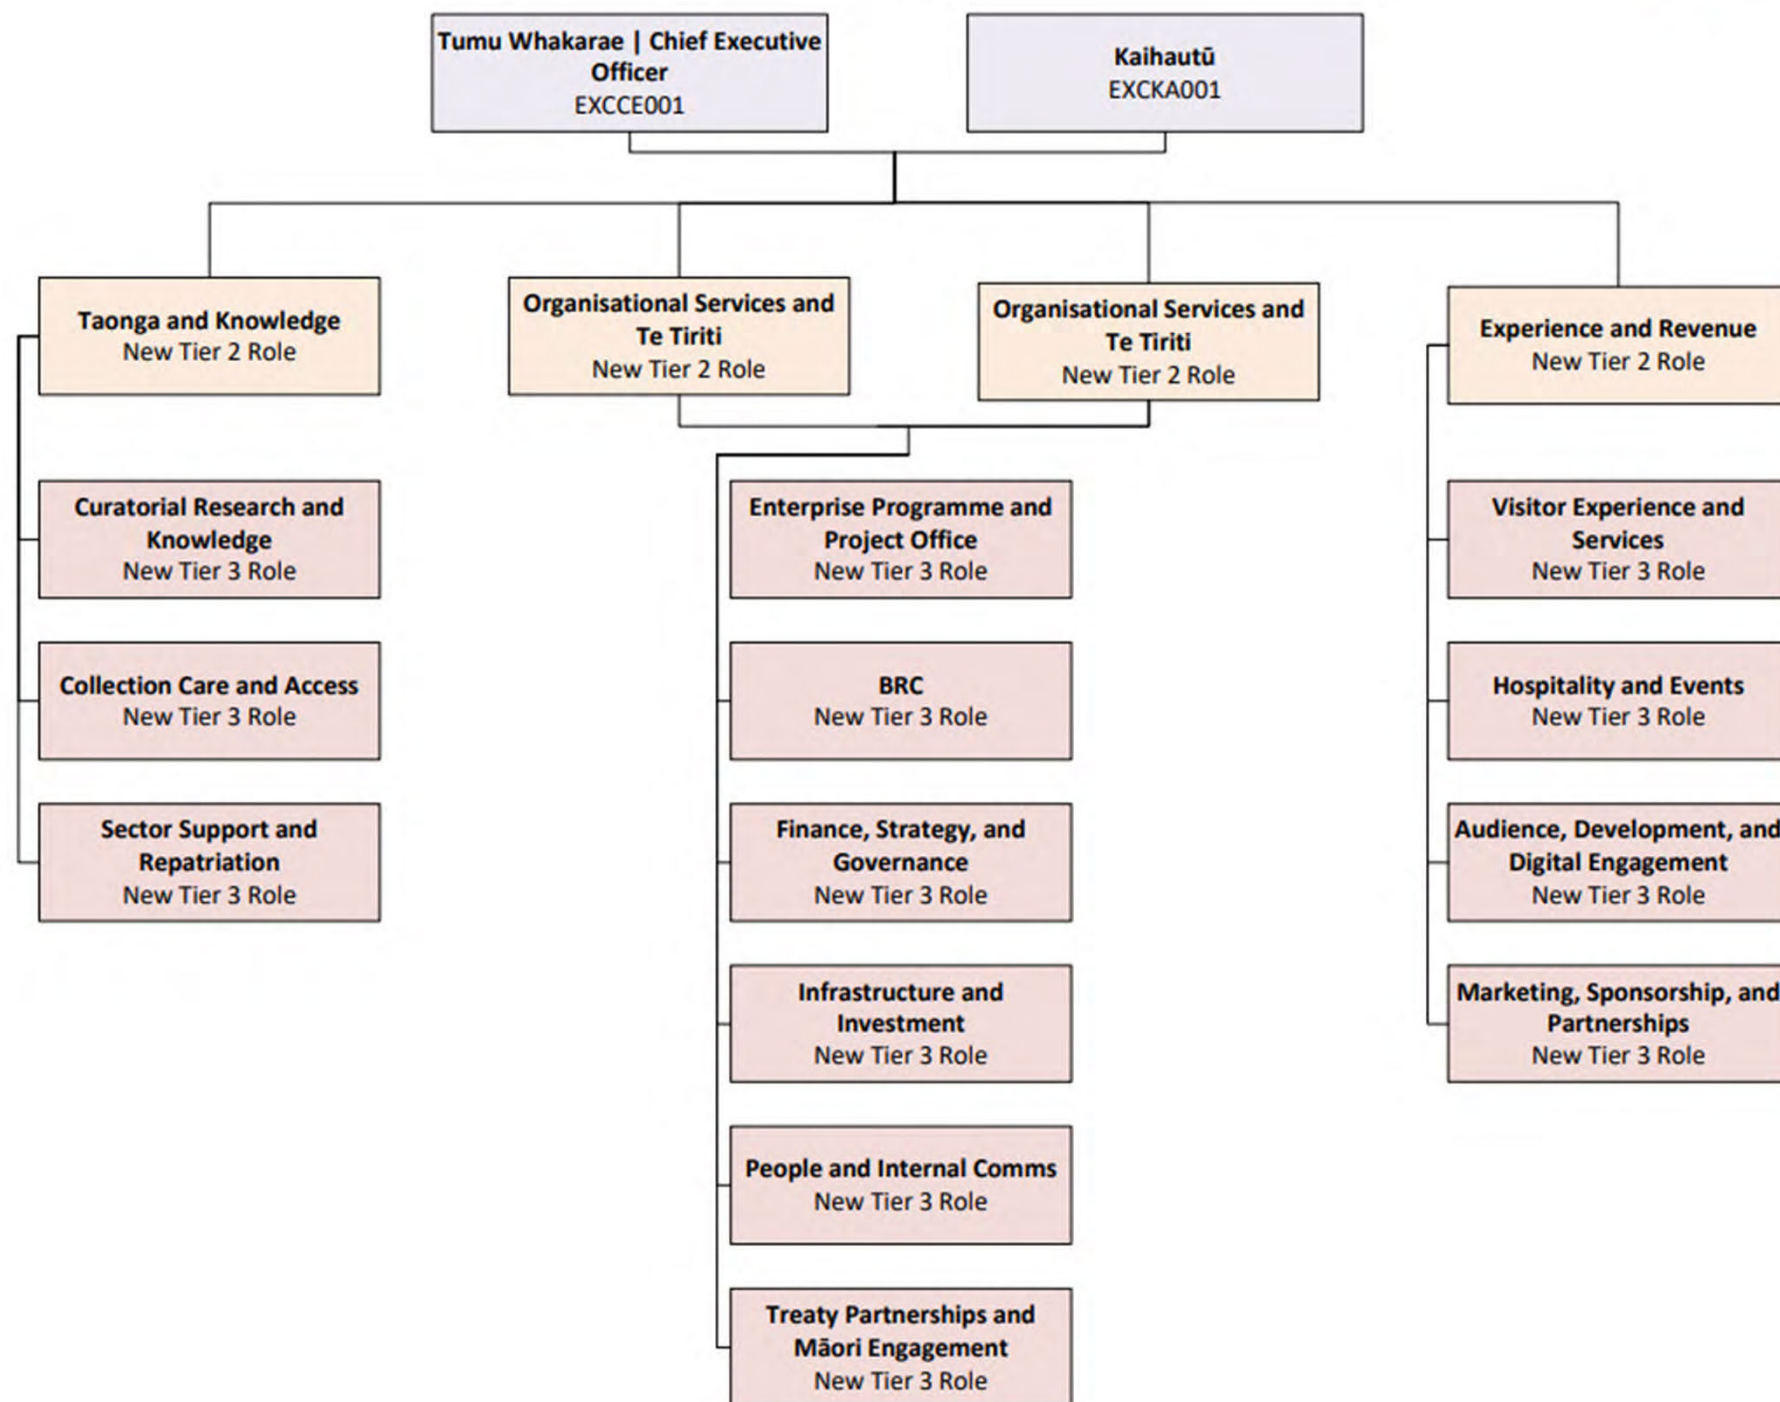 Tumu Whakarae | Chief Executive
Officer
EXCCE001
Kaihautū
EXCKA001
Taonga and Knowledge
New Tier 2 Role
Organisational Services and
Te Tiriti
New Tier 2 Role
Organisational Services and
Te Tiriti
New Tier 2 Role
Experience and Revenue
New Tier 2 Role
Curatorial Research and
Knowledge
New Tier 3 Role
Collection Care and Access
New Tier 3 Role
Sector Support and
Repatriation
New Tier 3 Role
Enterprise Programme and
Project Office
New Tier 3 Role
BRC
New Tier 3 Role
Finance, Strategy, and
Governance
New Tier 3 Role
Infrastructure and
Investment
New Tier 3 Role
People and Internal Comms
New Tier 3 Role
Treaty Partnerships and
Māori Engagement
New Tier 3 Role
Visitor Experience and
Services
New Tier 3 Role
Hospitality and Events
New Tier 3 Role
Audience, Development, and
Digital Engagement
New Tier 3 Role
Marketing, Sponsorship, and
Partnerships
New Tier 3 Role